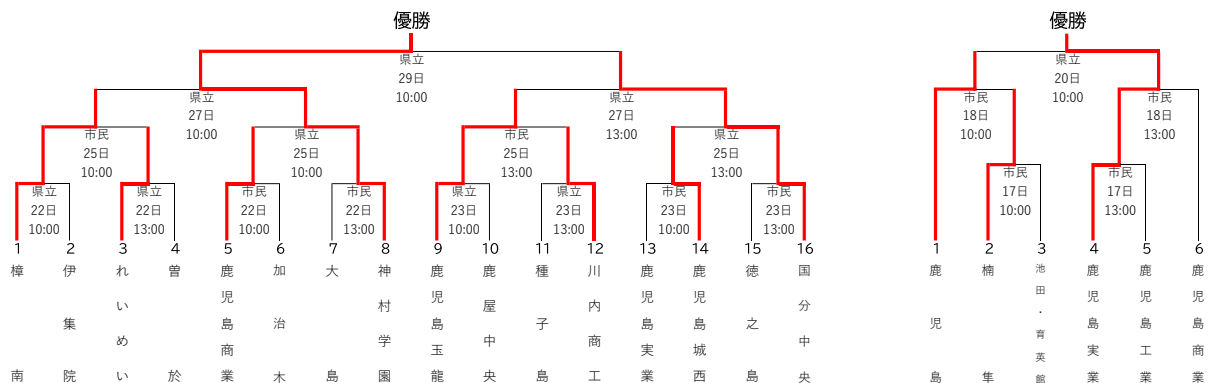 優勝
県立
29日
10:00
県立
27日
10:00
県立
27日
13:00
市民
25日
10:00
県立
25日
10:00
市民
25日
13:00
県立
25日
13:00
県立
22日
10:00
県立
22日
13:00
市民
22日
10:00
市民
22日
13:00
県立
23日
10:00
県立
23日
13:00
市民
23日
10:00
市民
23日
13:00
1
樟南
2
伊集院
3
れいめい
4
曽於
5
鹿児島商業
6
加治木
7
大島
8
神村学園
9
鹿児島玉龍
10
鹿屋中央
11
種子島
12
川内商工
13
鹿児島実業
14
鹿児島城西
15
徳之島
16
国分中央
優勝
県立
20日
10:00
市民
18日
10:00
市民
18日
13:00
市民
17日
10:00
市民
17日
13:00
1
鹿児島
2
楠隼
3
池田・育英館
4
鹿児島実業
5
鹿児島工業
6
鹿児島商業